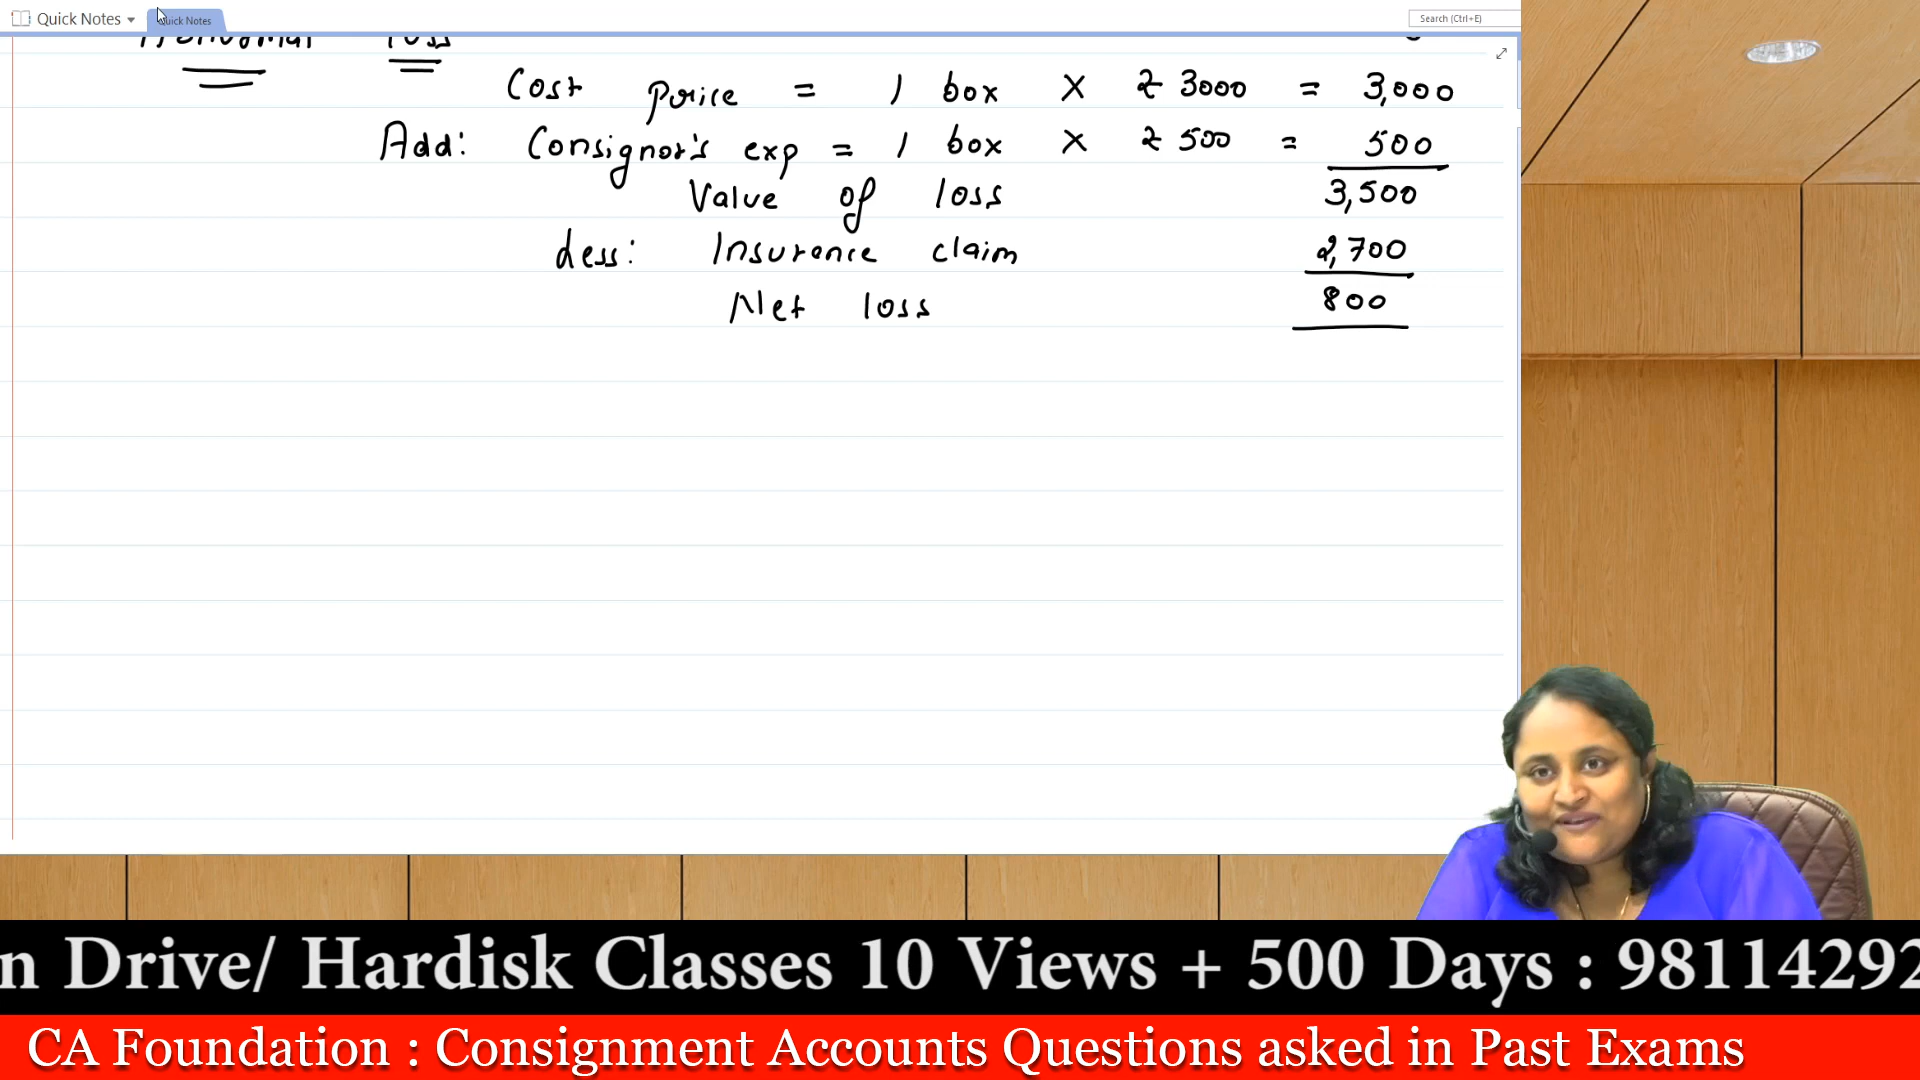 Quick Notes
Quick Notes
Search (Ctrl+E)
loss
Cost price = 1 box X ₹ 3000 = 3,000
Add: Consignor's exp = 1 box X ₹ 500 = 500
Value of loss 3,500
Less: Insurance claim 2,700
Net loss 800
n Drive/ Hardisk Classes 10 Views + 500 Days : 98114292
CA Foundation : Consignment Accounts Questions asked in Past Exams